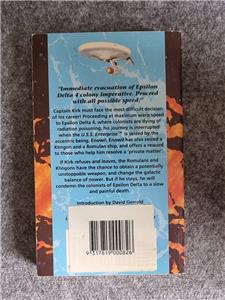 "Immediate evacuation of Epsilon
Delta 4 colony imperative. Proceed
with all possible speed."
Captain Kirk must face the most difficult decision
of his career! Proceeding at maximum warp speed
to Epsilon Delta 4, where colonists are dying of
radiation poisoning, his journey is interrupted
when the U.S.S. Enterprise™ is seized by the
eccentric being, Enowil. Enowil has also seized a
Klingon and a Romulan ship, and offers a reward
to those who help him resolve a 'private matter'.
If Kirk refuses and leaves, the Romulans and
Klingons have the chance to obtain a potentially
unstoppable weapon, and change the galactic
balance of power. But if he stays, he will
condemn the colonists of Epsilon Delta to a slow
and painful death.
Introduction by David Gerrold
9 317619 000826